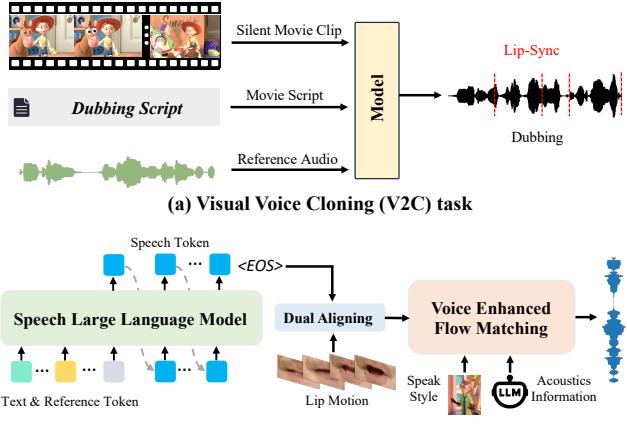 Silent Movie Clip
Dubbing Script
Movie Script
Reference Audio
Model
Lip-Sync
Dubbing
(a) Visual Voice Cloning (V2C) task
Speech Token
... <EOS>
Speech Large Language Model
... ... ... ...
Text & Reference Token
Dual Aligning
Lip Motion
Voice Enhanced
Flow Matching
Speak
Style
LLM
Acoustics
Information